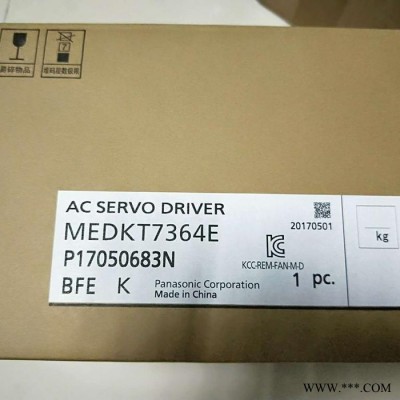 AC SERVO DRIVER
MEDKT7364E
20170501
kg
P17050683N
KCC-REM-FAN-M-D
1 pc.
BFE K
Panasonic Corporation
Made in China
WWW.***.COM